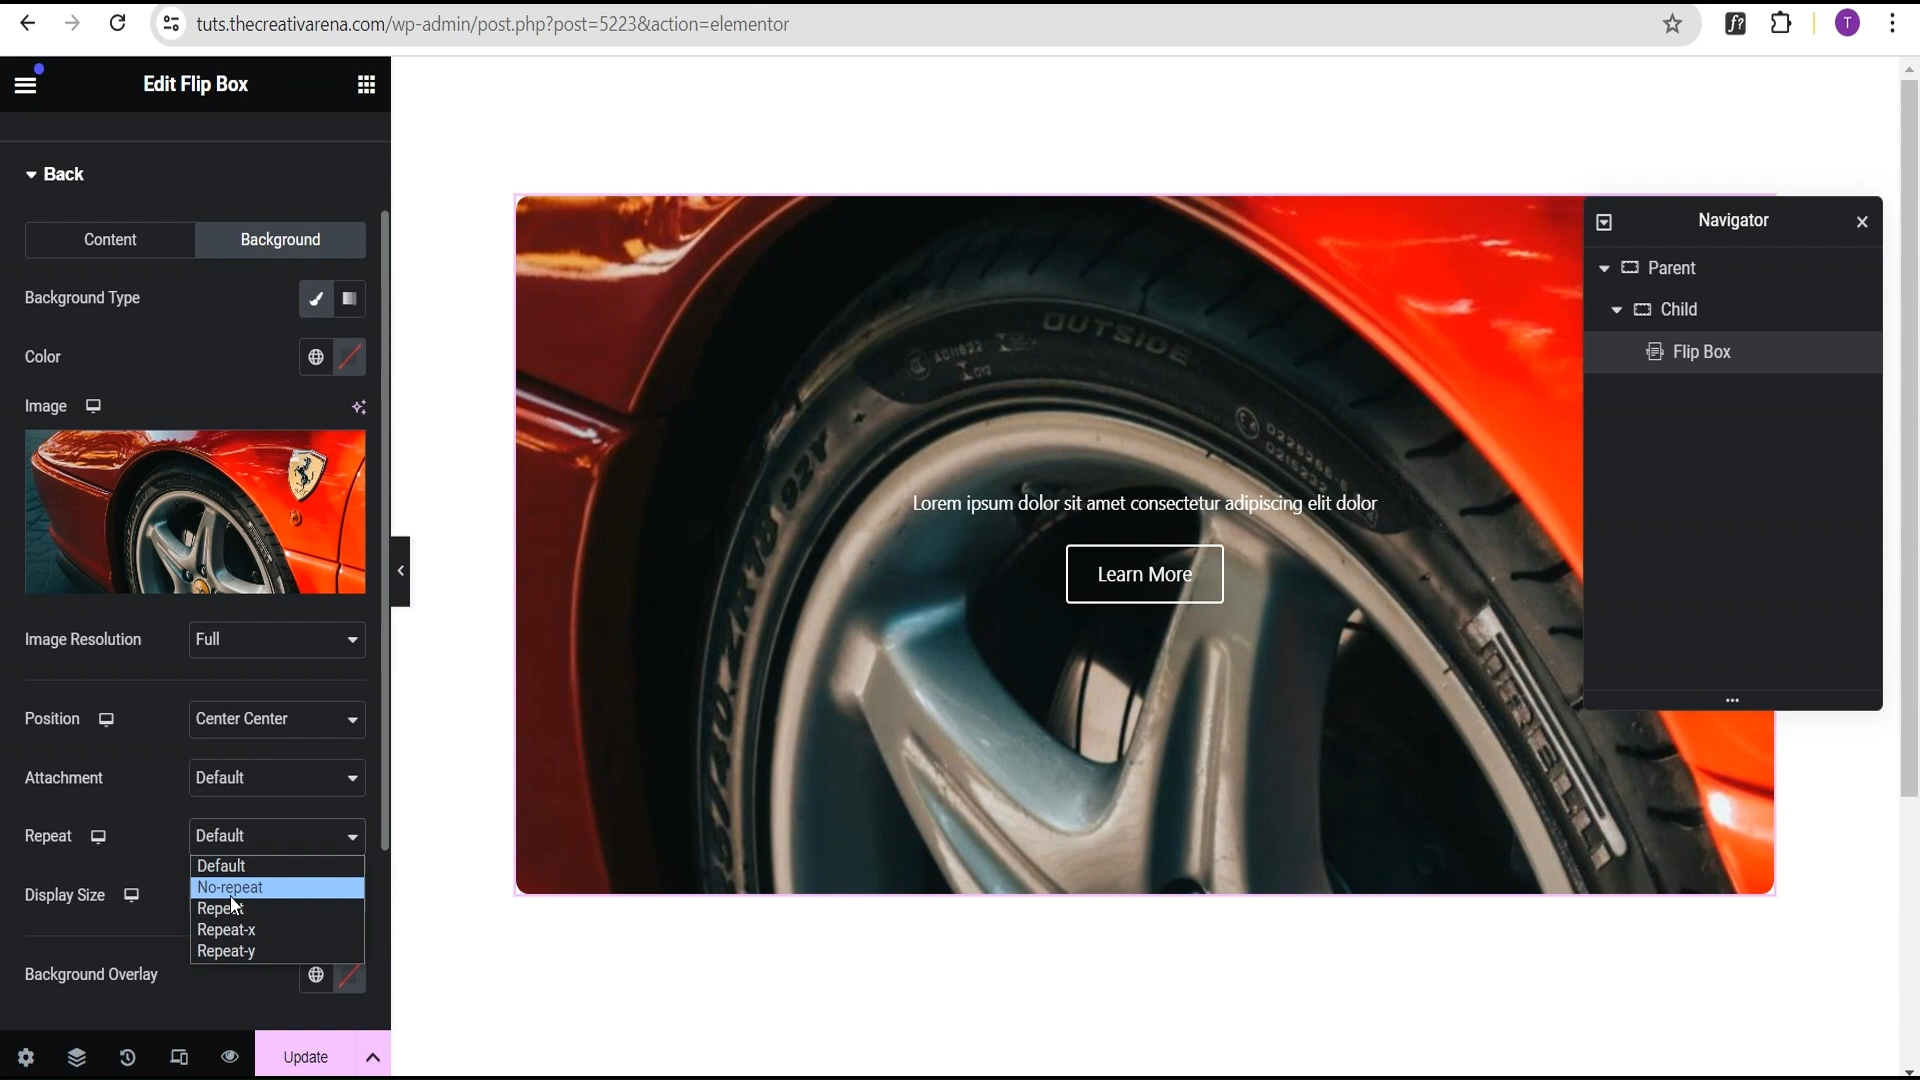 tuts.thecreativarena.com/wp-admin/post.php?post=5223&action=elementor
f?
T
Edit Flip Box
Back
Content
Background
Background Type
Color
Image
Image Resolution
Full
Position
Center Center
Attachment
Default
Repeat
Default
Default
No-repeat
Repeat
Repeat-x
Repeat-y
Display Size
Background Overlay
Update
OUTSIDE
Lorem ipsum dolor sit amet consectetur adipiscing elit dolor
Learn More
PIRELLI
Navigator
Parent
Child
Flip Box